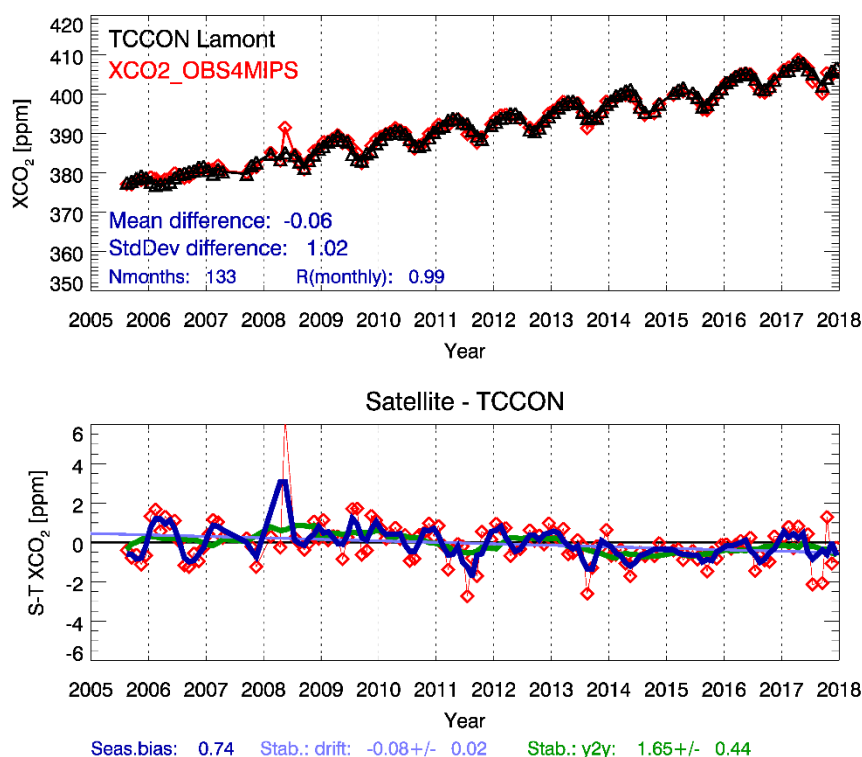 420
410
400
390
380
370
360
350
XCO2 [ppm]
TCCON Lamont
XCO2_OBS4MIPS
Mean difference: -0.06
StdDev difference: 1.02
Nmonths: 133 R(monthly): 0.99
2005 2006 2007 2008 2009 2010 2011 2012 2013 2014 2015 2016 2017 2018
Year
Satellite - TCCON
6
4
2
0
-2
-4
-6
S-T XCO2 [ppm]
2005 2006 2007 2008 2009 2010 2011 2012 2013 2014 2015 2016 2017 2018
Year
Seas.bias: 0.74 Stab.: drift: -0.08+/- 0.02 Stab.: y2y: 1.65+/- 0.44